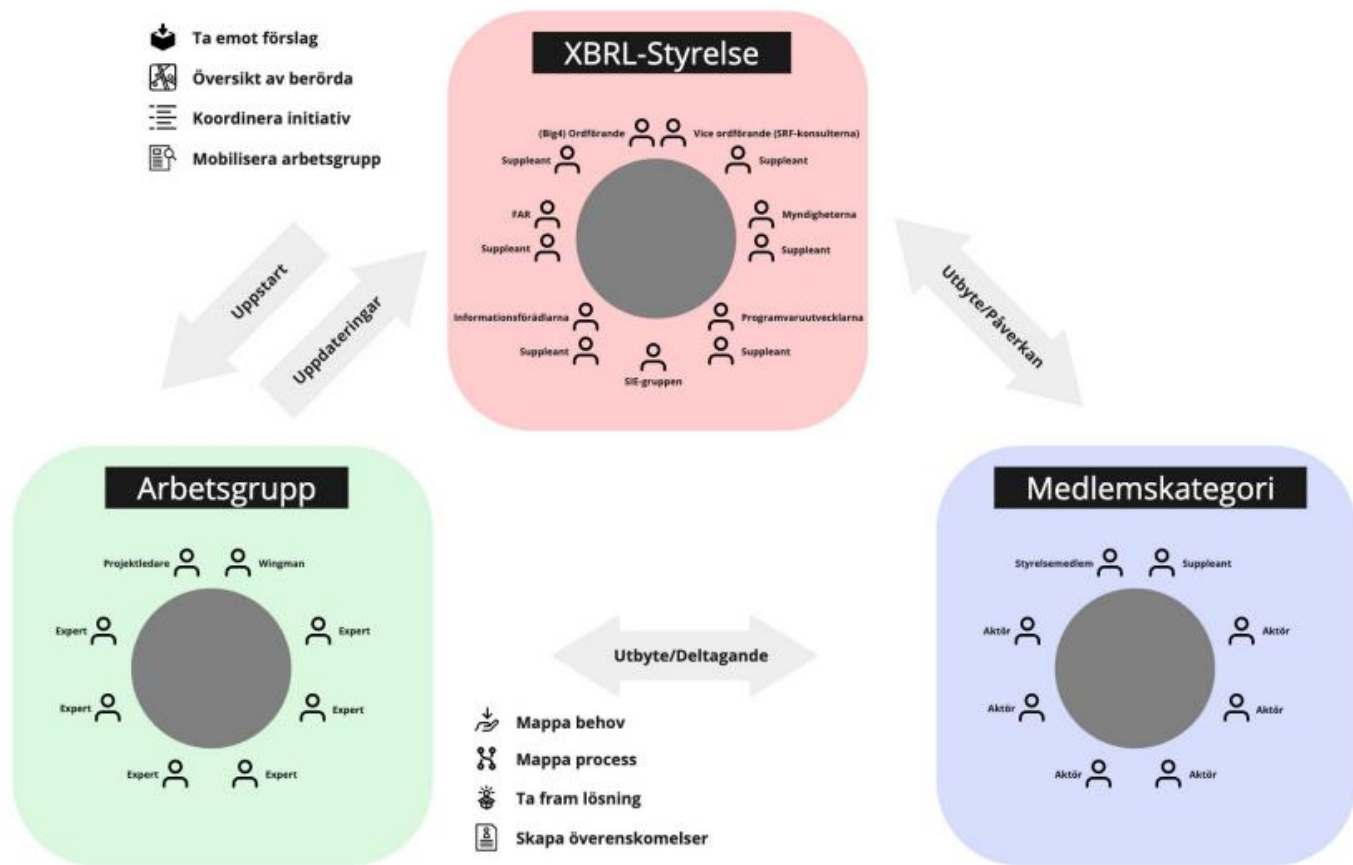 Ta emot förslag
Översikt av berörda
Koordinera initiativ
Mobilisera arbetsgrupp
XBRL-Styrelse
(Big4) Ordförande
Vice ordförande (SRF-konsulterna)
Suppleant
Suppleant
FAR
Myndigheterna
Suppleant
Suppleant
Informationsförädlarna
Programvaruutvecklarna
Suppleant
Suppleant
SIE-gruppen
Uppstart
Uppdateringar
Utbyte/Påverkan
Arbetsgrupp
Projektledare
Wingman
Expert
Expert
Expert
Expert
Expert
Expert
Utbyte/Deltagande
Mappa behov
Mappa process
Ta fram lösning
Skapa överenskomelser
Medlemskategori
Styrelsemedlem
Suppleant
Aktör
Aktör
Aktör
Aktör
Aktör
Aktör